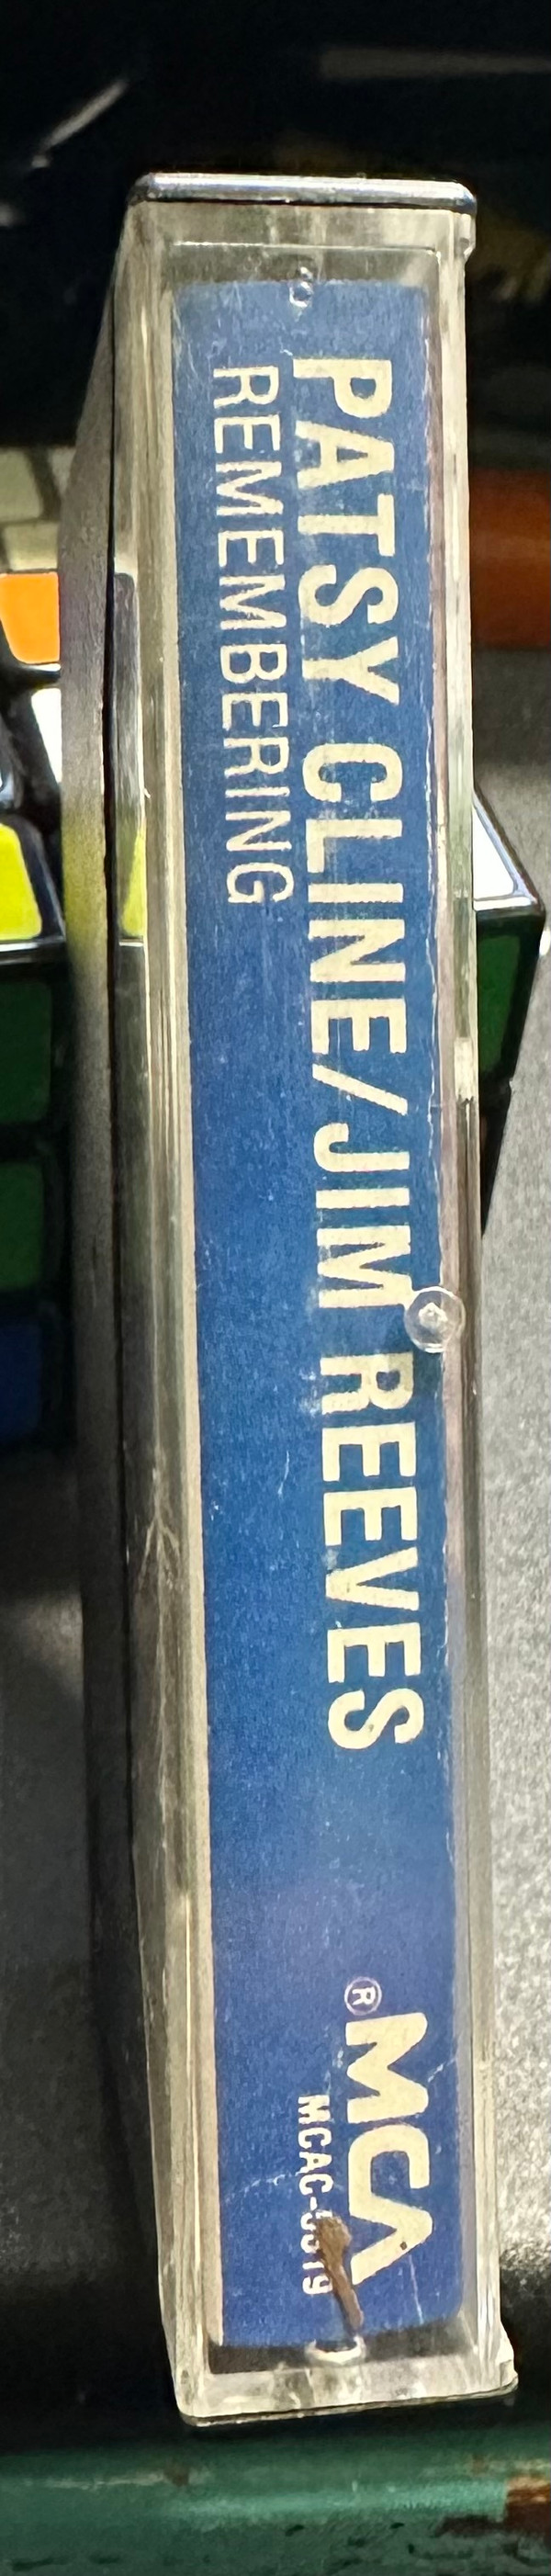 PATSY CLINE/JIM REEVES
REMEMBERING
® MCA